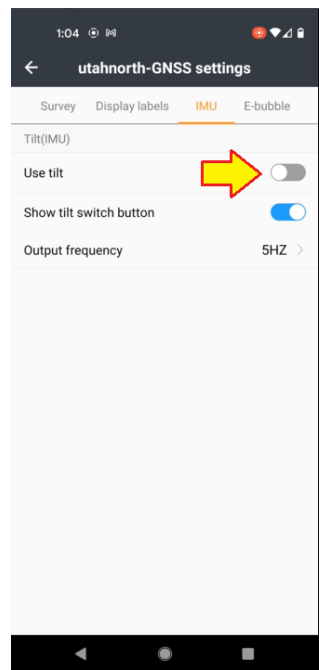 1:04
utahnorth-GNSS settings
Survey Display labels IMU E-bubble
Tilt(IMU)
Use tilt
Show tilt switch button
Output frequency 5HZ